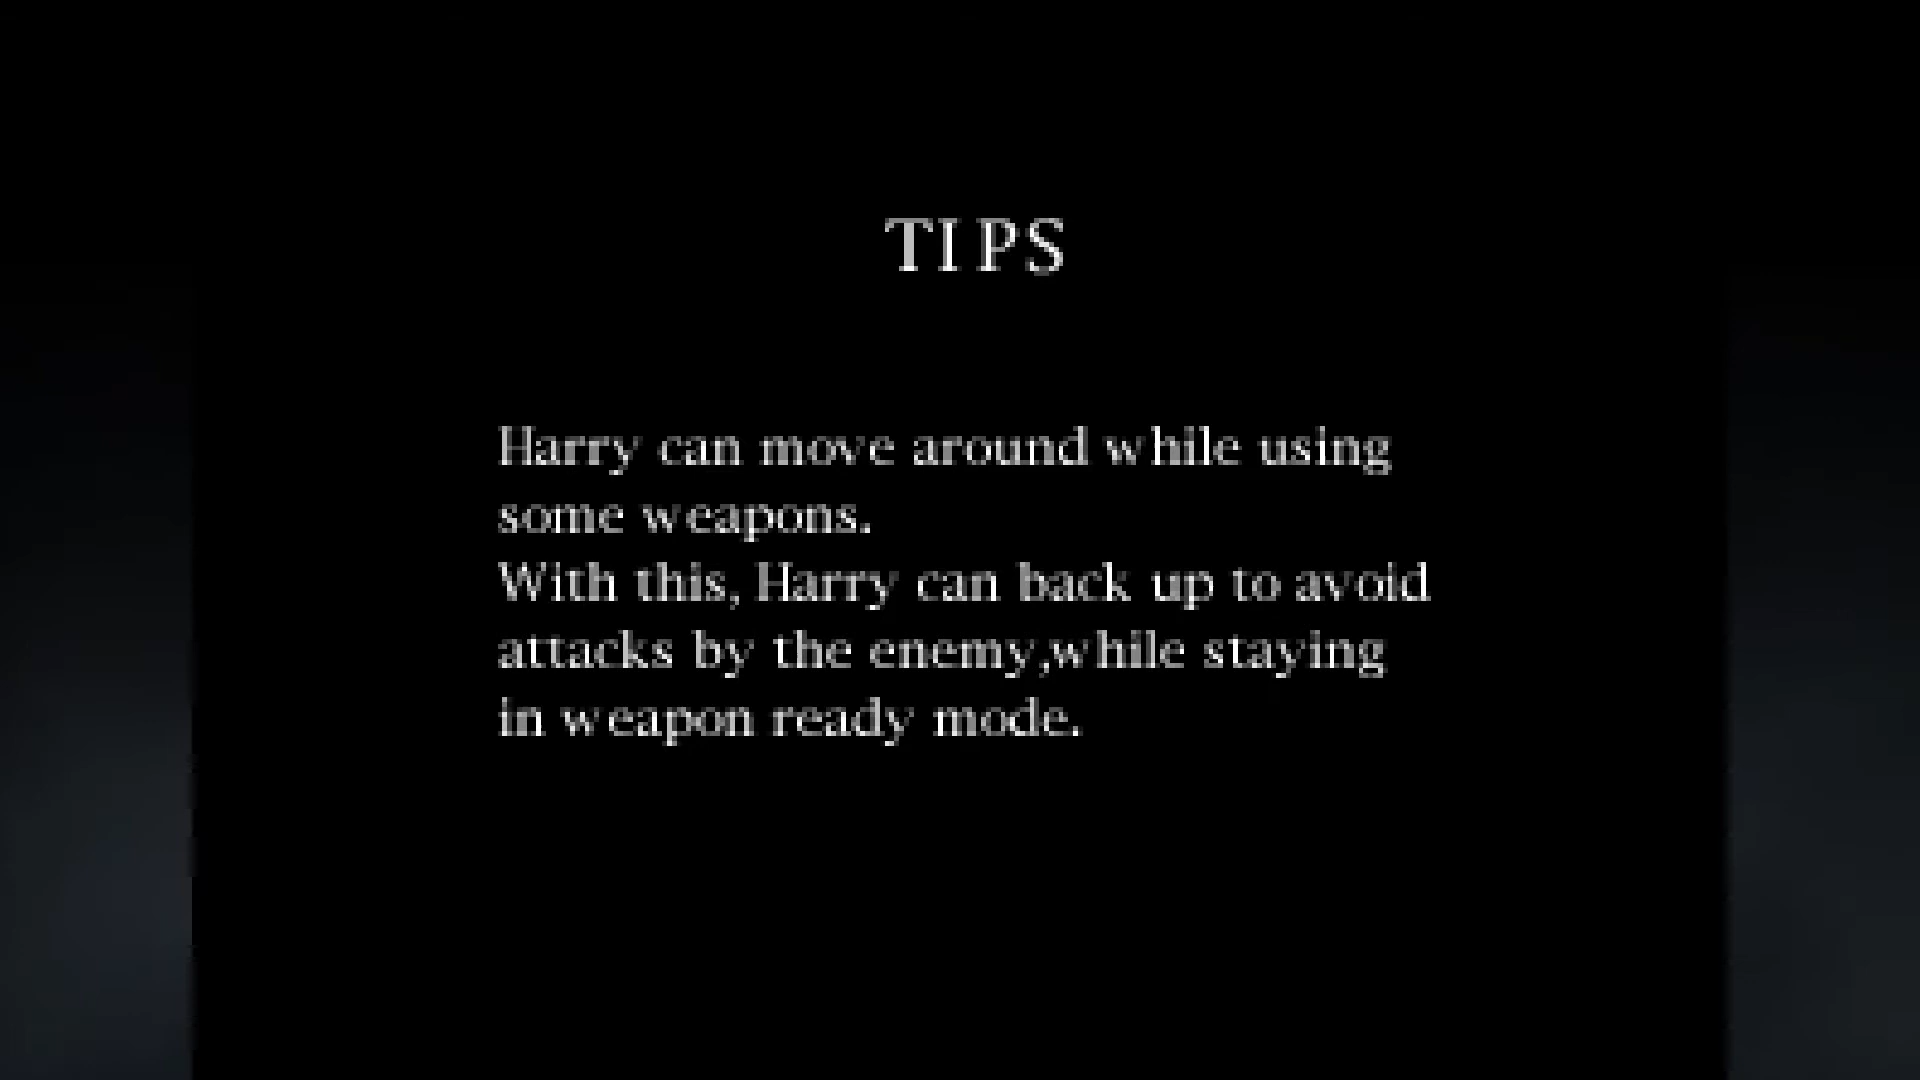 TIPS
Harry can move around while using
some weapons.
With this, Harry can back up to avoid
attacks by the enemy,while staying
in weapon ready mode.